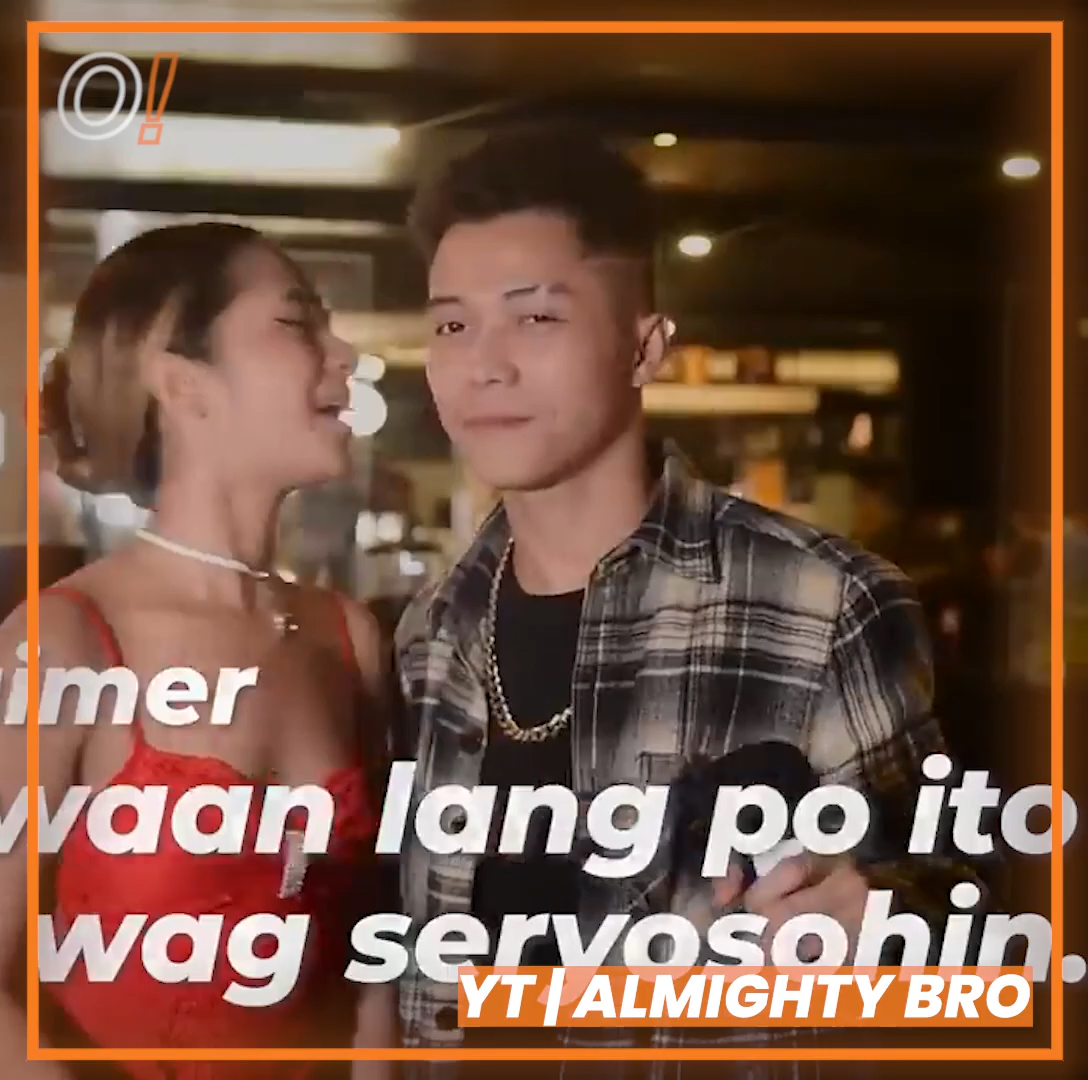 O!
imer
waan lang po ito
wag seryosohin.
YT | ALMIGHTY BRO